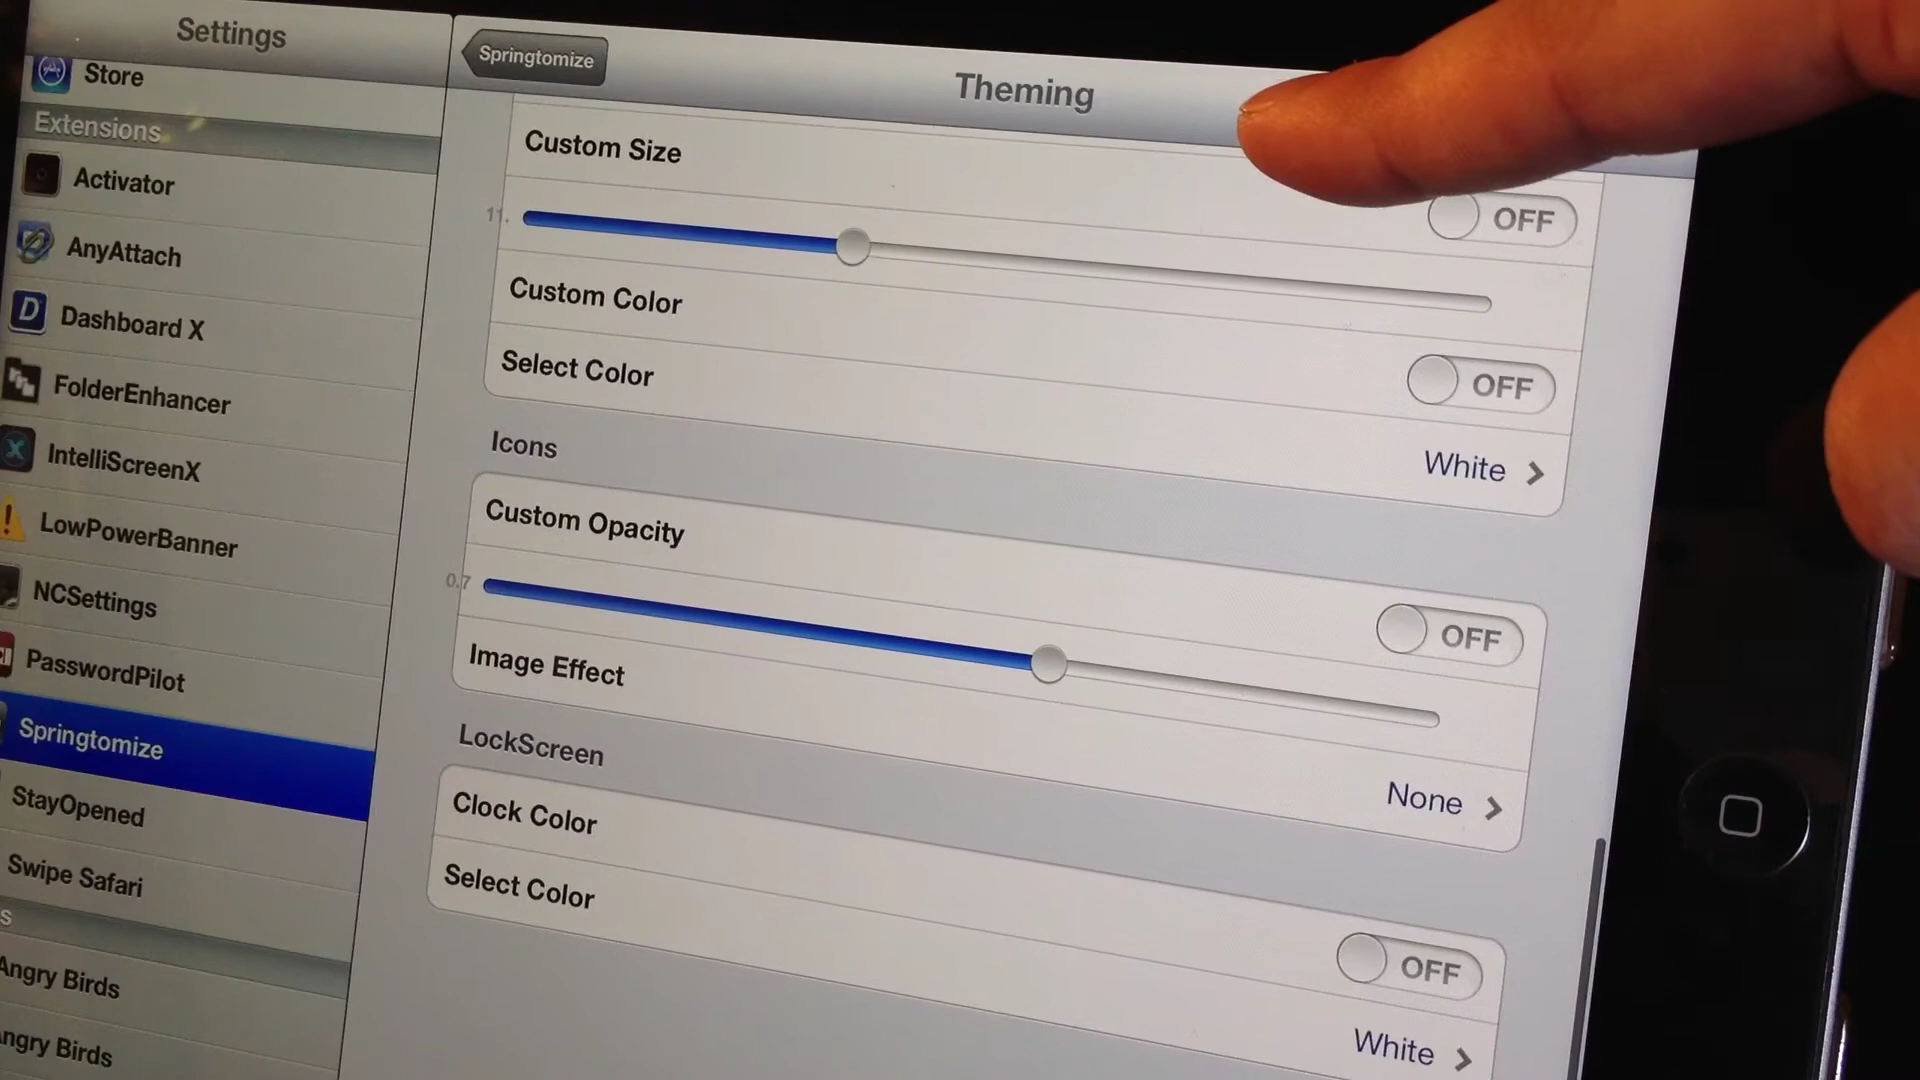 Settings
Store
Extensions
Activator
AnyAttach
Dashboard X
FolderEnhancer
IntelliScreenX
LowPowerBanner
NCSettings
PasswordPilot
Springtomize
StayOpened
Swipe Safari
s
Angry Birds
ngry Birds
Springtomize
Theming
Custom Size
OFF
11.
Custom Color
OFF
Select Color
White
Icons
Custom Opacity
OFF
0.7
Image Effect
None
LockScreen
Clock Color
OFF
Select Color
White